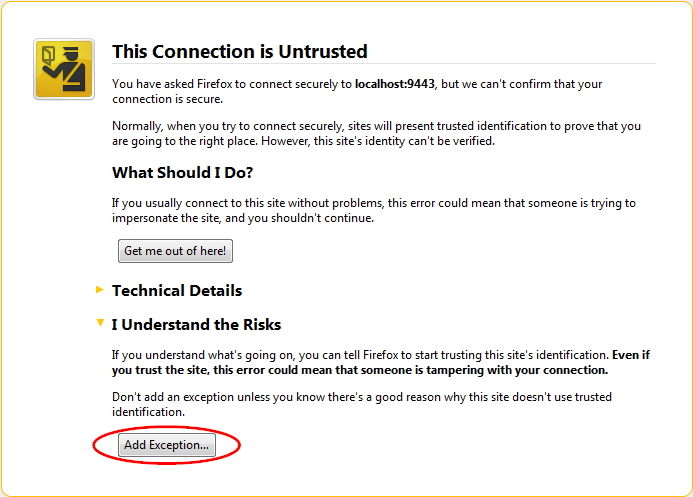 This Connection is Untrusted
You have asked Firefox to connect securely to localhost:9443, but we can't confirm that your
connection is secure.
Normally, when you try to connect securely, sites will present trusted identification to prove that you
are going to the right place. However, this site's identity can't be verified.
What Should I Do?
If you usually connect to this site without problems, this error could mean that someone is trying to
impersonate the site, and you shouldn't continue.
Get me out of here!
Technical Details
I Understand the Risks
If you understand what's going on, you can tell Firefox to start trusting this site's identification. Even if
you trust the site, this error could mean that someone is tampering with your connection.
Don't add an exception unless you know there's a good reason why this site doesn't use trusted
identification.
Add Exception...